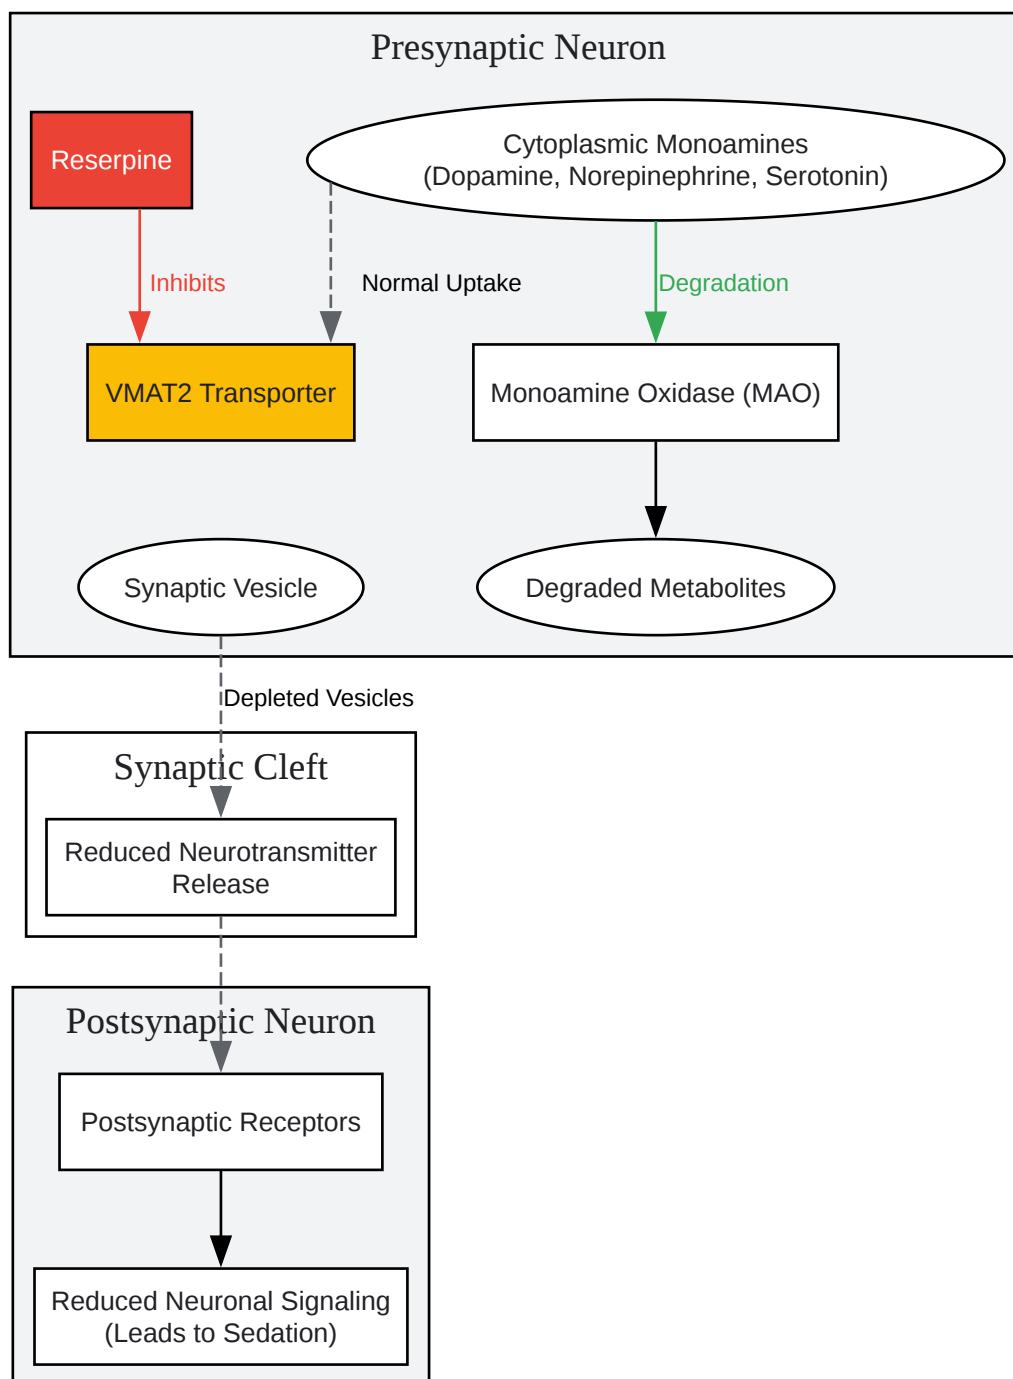 Presynaptic Neuron
Reserpine
Cytoplasmic Monoamines
(Dopamine, Norepinephrine, Serotonin)
Inhibits
Normal Uptake
Degradation
VMAT2 Transporter
Monoamine Oxidase (MAO)
Synaptic Vesicle
Degraded Metabolites
Depleted Vesicles
Synaptic Cleft
Reduced Neurotransmitter
Release
Postsynaptic Neuron
Postsynaptic Receptors
Reduced Neuronal Signaling
(Leads to Sedation)